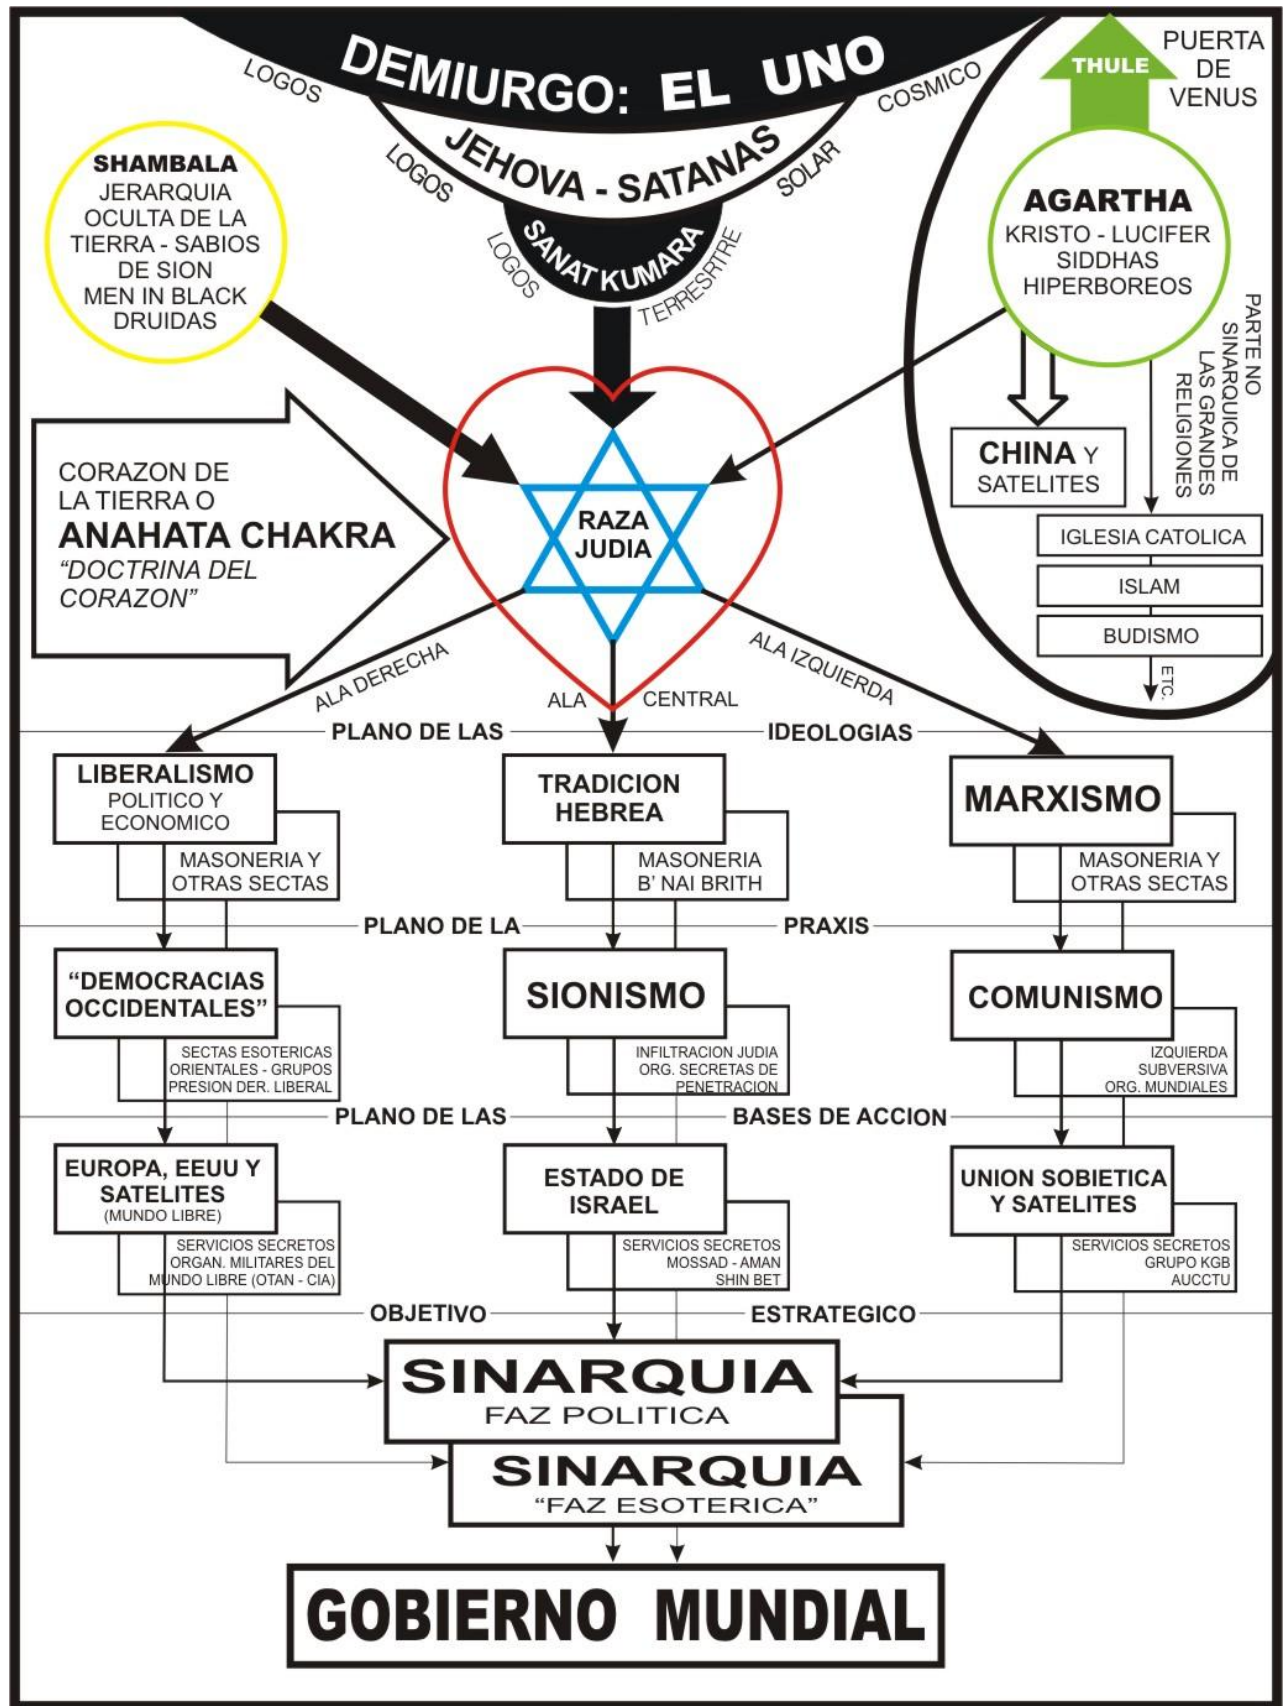 DEMIURGO: EL UNO
LOGOS
COSMICO
JEHOVA - SATANAS
LOGOS
SOLAR
SANAT KUMARA
LOGOS
TERRESRTRE
SHAMBALA
JERARQUIA
OCULTA DE LA
TIERRA - SABIOS
DE SION
MEN IN BLACK
DRUIDAS
THULE
PUERTA
DE
VENUS
AGARTHA
KRISTO - LUCIFER
SIDDHAS
HIPERBOREOS
PARTE NO
SINARQUICA DE
LAS GRANDES
RELIGIONES
CHINA Y
SATELITES
IGLESIA CATOLICA
ISLAM
BUDISMO
ETC.
CORAZON DE
LA TIERRA O
ANAHATA CHAKRA
“DOCTRINA DEL
CORAZON”
RAZA
JUDIA
ALA DERECHA
ALA CENTRAL
ALA IZQUIERDA
PLANO DE LAS IDEOLOGIAS
LIBERALISMO
POLITICO Y
ECONOMICO
MASONERIA Y
OTRAS SECTAS
TRADICION
HEBREA
MASONERIA
B’ NAI BRITH
MARXISMO
MASONERIA Y
OTRAS SECTAS
PLANO DE LA PRAXIS
“DEMOCRACIAS
OCCIDENTALES”
SECTAS ESOTERICAS
ORIENTALES - GRUPOS
PRESION DER. LIBERAL
SIONISMO
INFILTRACION JUDIA
ORG. SECRETAS DE
PENETRACION
COMUNISMO
IZQUIERDA
SUBVERSIVA
ORG. MUNDIALES
PLANO DE LAS BASES DE ACCION
EUROPA, EEUU Y
SATELITES
(MUNDO LIBRE)
SERVICIOS SECRETOS
ORGAN. MILITARES DEL
MUNDO LIBRE (OTAN - CIA)
ESTADO DE
ISRAEL
SERVICIOS SECRETOS
MOSSAD - AMAN
SHIN BET
UNION SOBIETICA
Y SATELITES
SERVICIOS SECRETOS
GRUPO KGB
AUCCTU
OBJETIVO ESTRATEGICO
SINARQUIA
FAZ POLITICA
SINARQUIA
“FAZ ESOTERICA”
GOBIERNO MUNDIAL